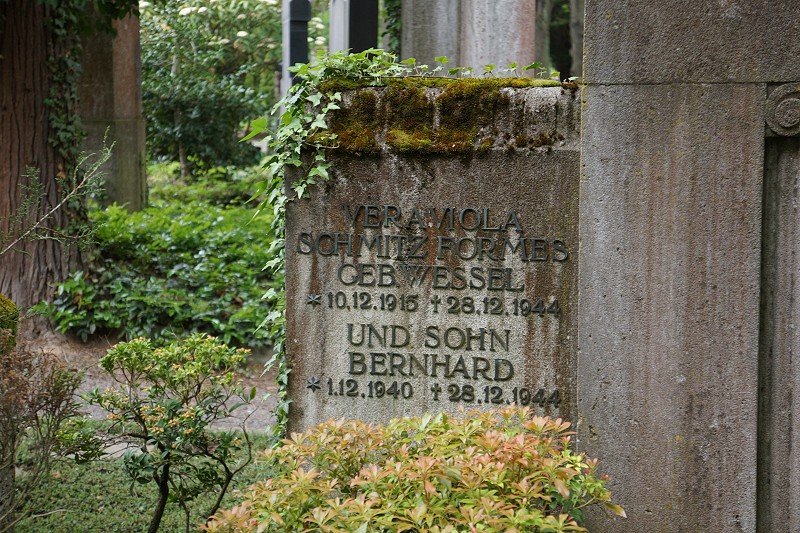 VERA VIOLA
SCHMITZ FORMES
GEB WESSEL
* 10.12.1915 † 28.12.1944
UND SOHN
BERNHARD
* 1.12.1940 † 28.12.1944